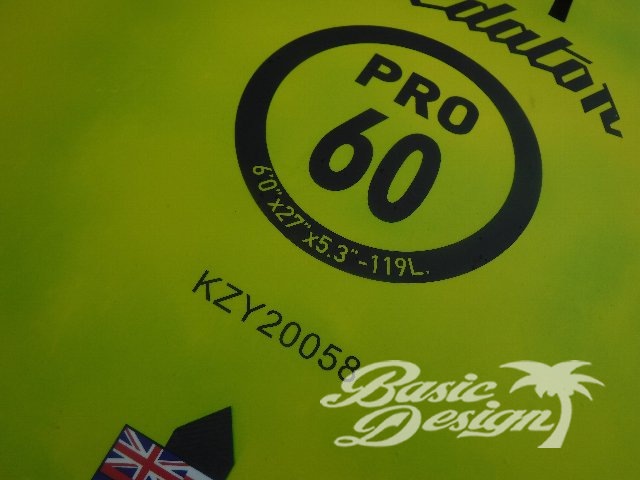 PRO
60
6'0"x27"x5.3"-119L.
KZY20058
Basic
Design